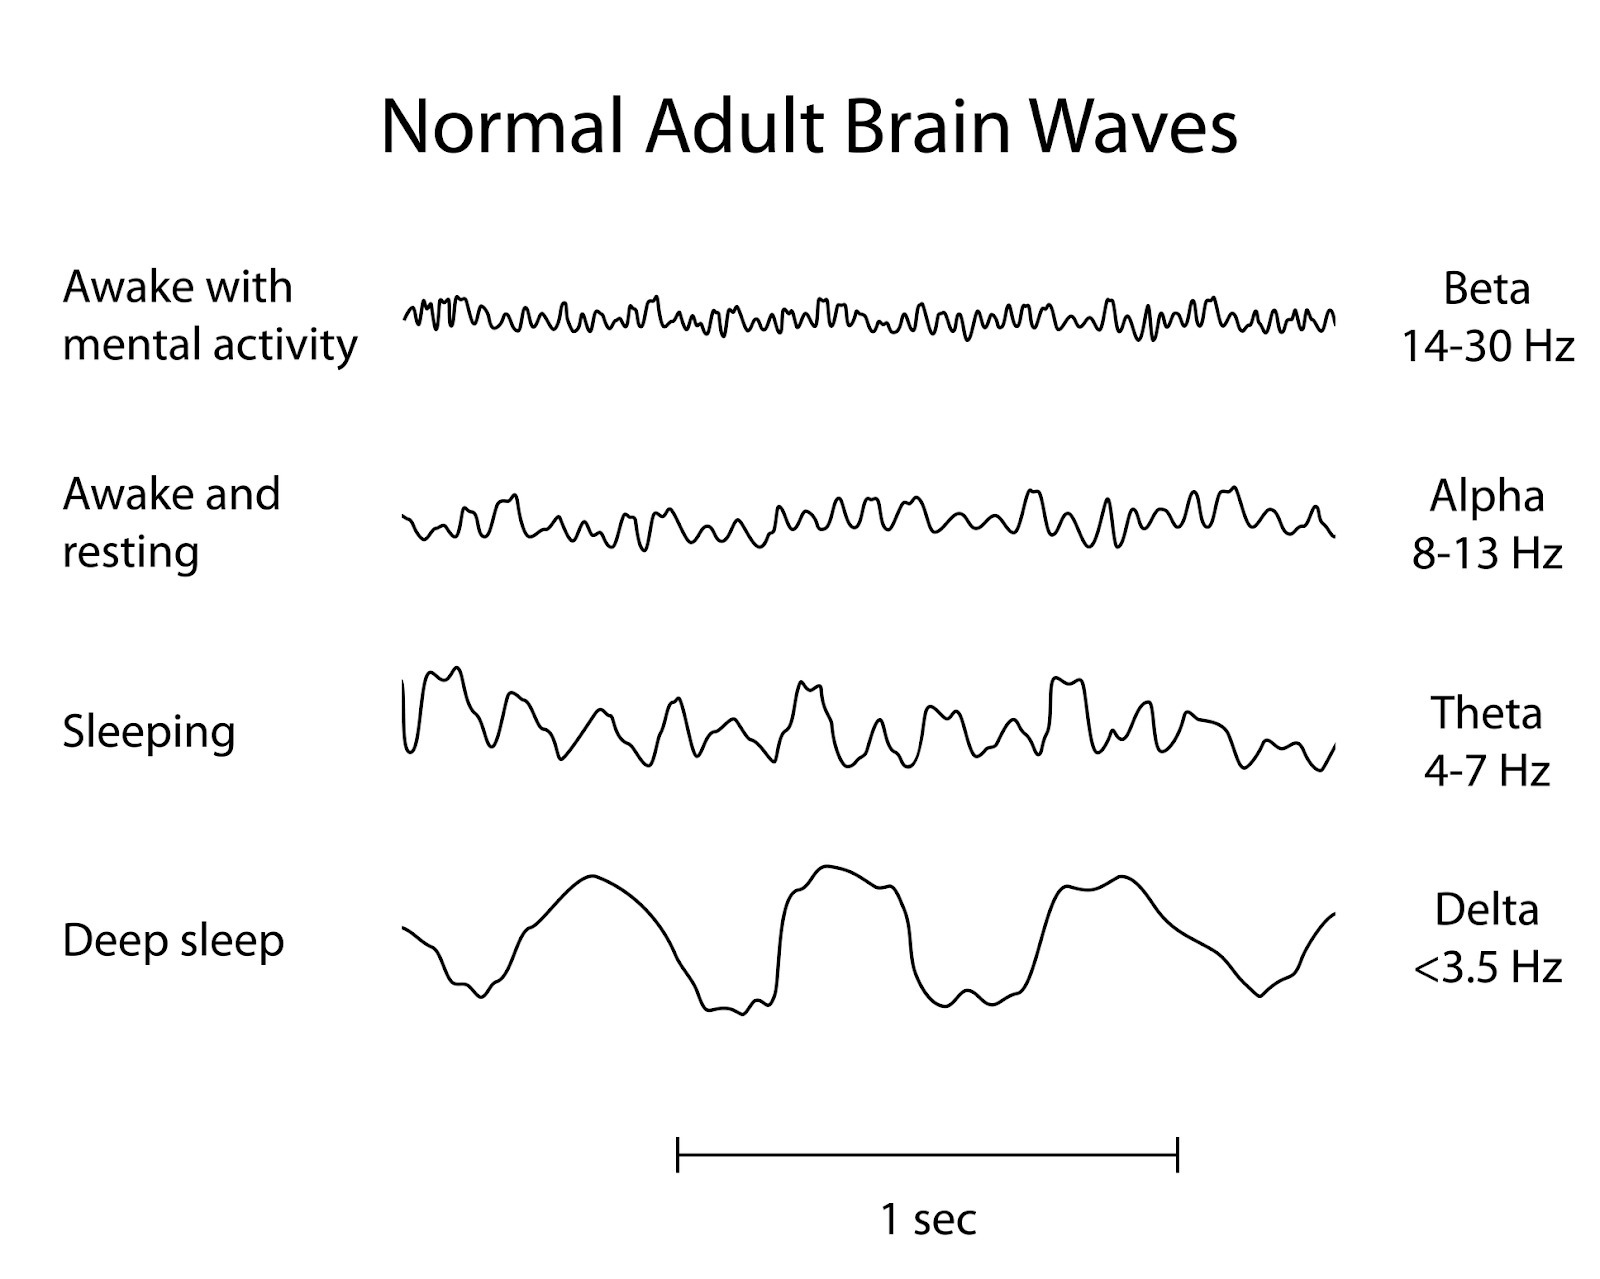 Normal Adult Brain Waves
Awake with
mental activity
Beta
14-30 Hz
Awake and
resting
Alpha
8-13 Hz
Sleeping
Theta
4-7 Hz
Deep sleep
Delta
<3.5 Hz
1 sec